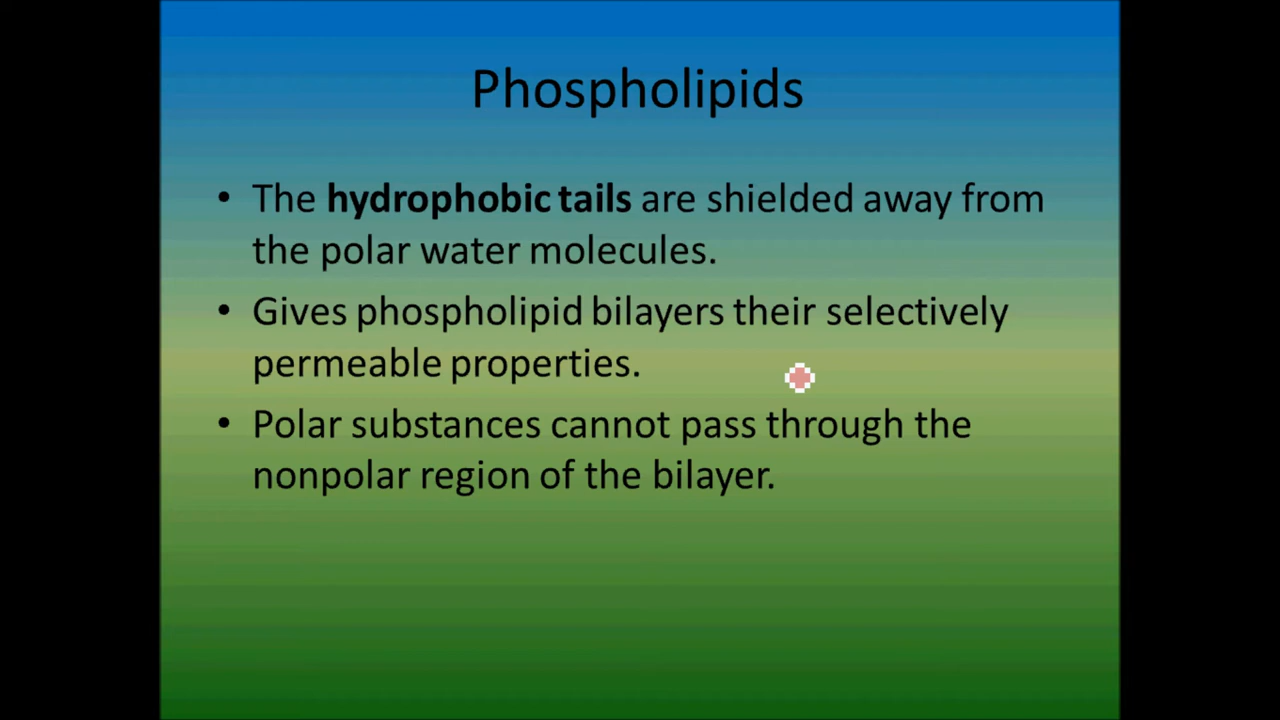 Phospholipids
• The hydrophobic tails are shielded away from
the polar water molecules.
• Gives phospholipid bilayers their selectively
permeable properties.
• Polar substances cannot pass through the
nonpolar region of the bilayer.